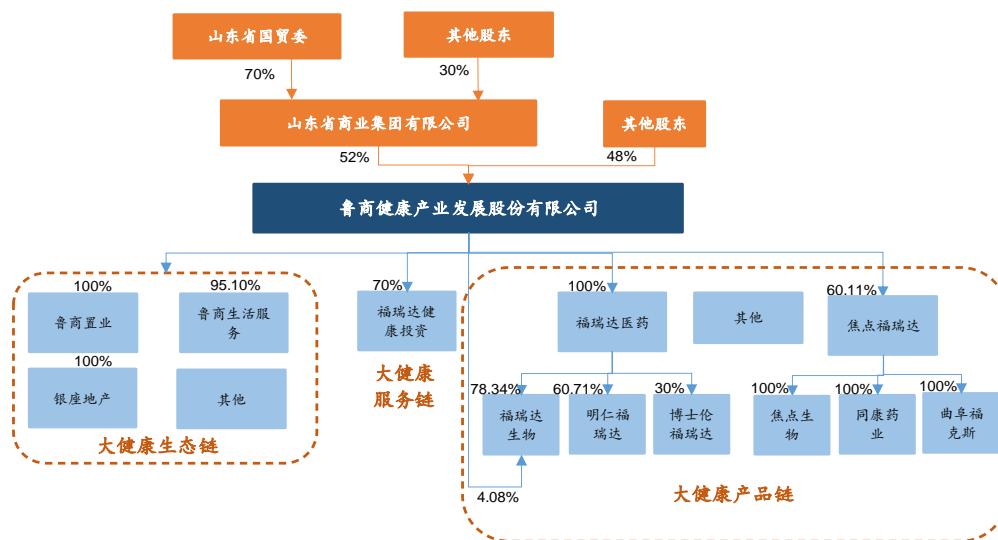 山东省国贸委
其他股东
70%
30%
山东省商业集团有限公司
其他股东
52%
48%
鲁商健康产业发展股份有限公司
100%
鲁商置业
95.10%
鲁商生活服
务
100%
银座地产
其他
大健康生态链
70%
福瑞达健
康投资
大健康
服务链
100%
福瑞达医药
其他
60.11%
焦点福瑞达
78.34%
福瑞达
生物
60.71%
明仁福
瑞达
30%
博士伦
福瑞达
100%
焦点生
物
100%
同康药
业
100%
曲阜福
克斯
4.08%
大健康产品链